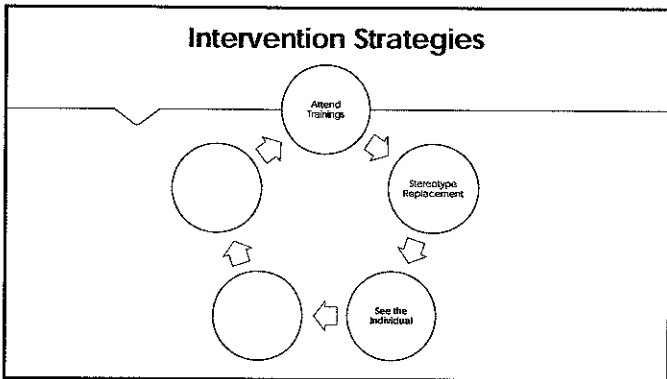 Intervention Strategies
Attend
Trainings
Stereotype
Replacement
See the
Individual